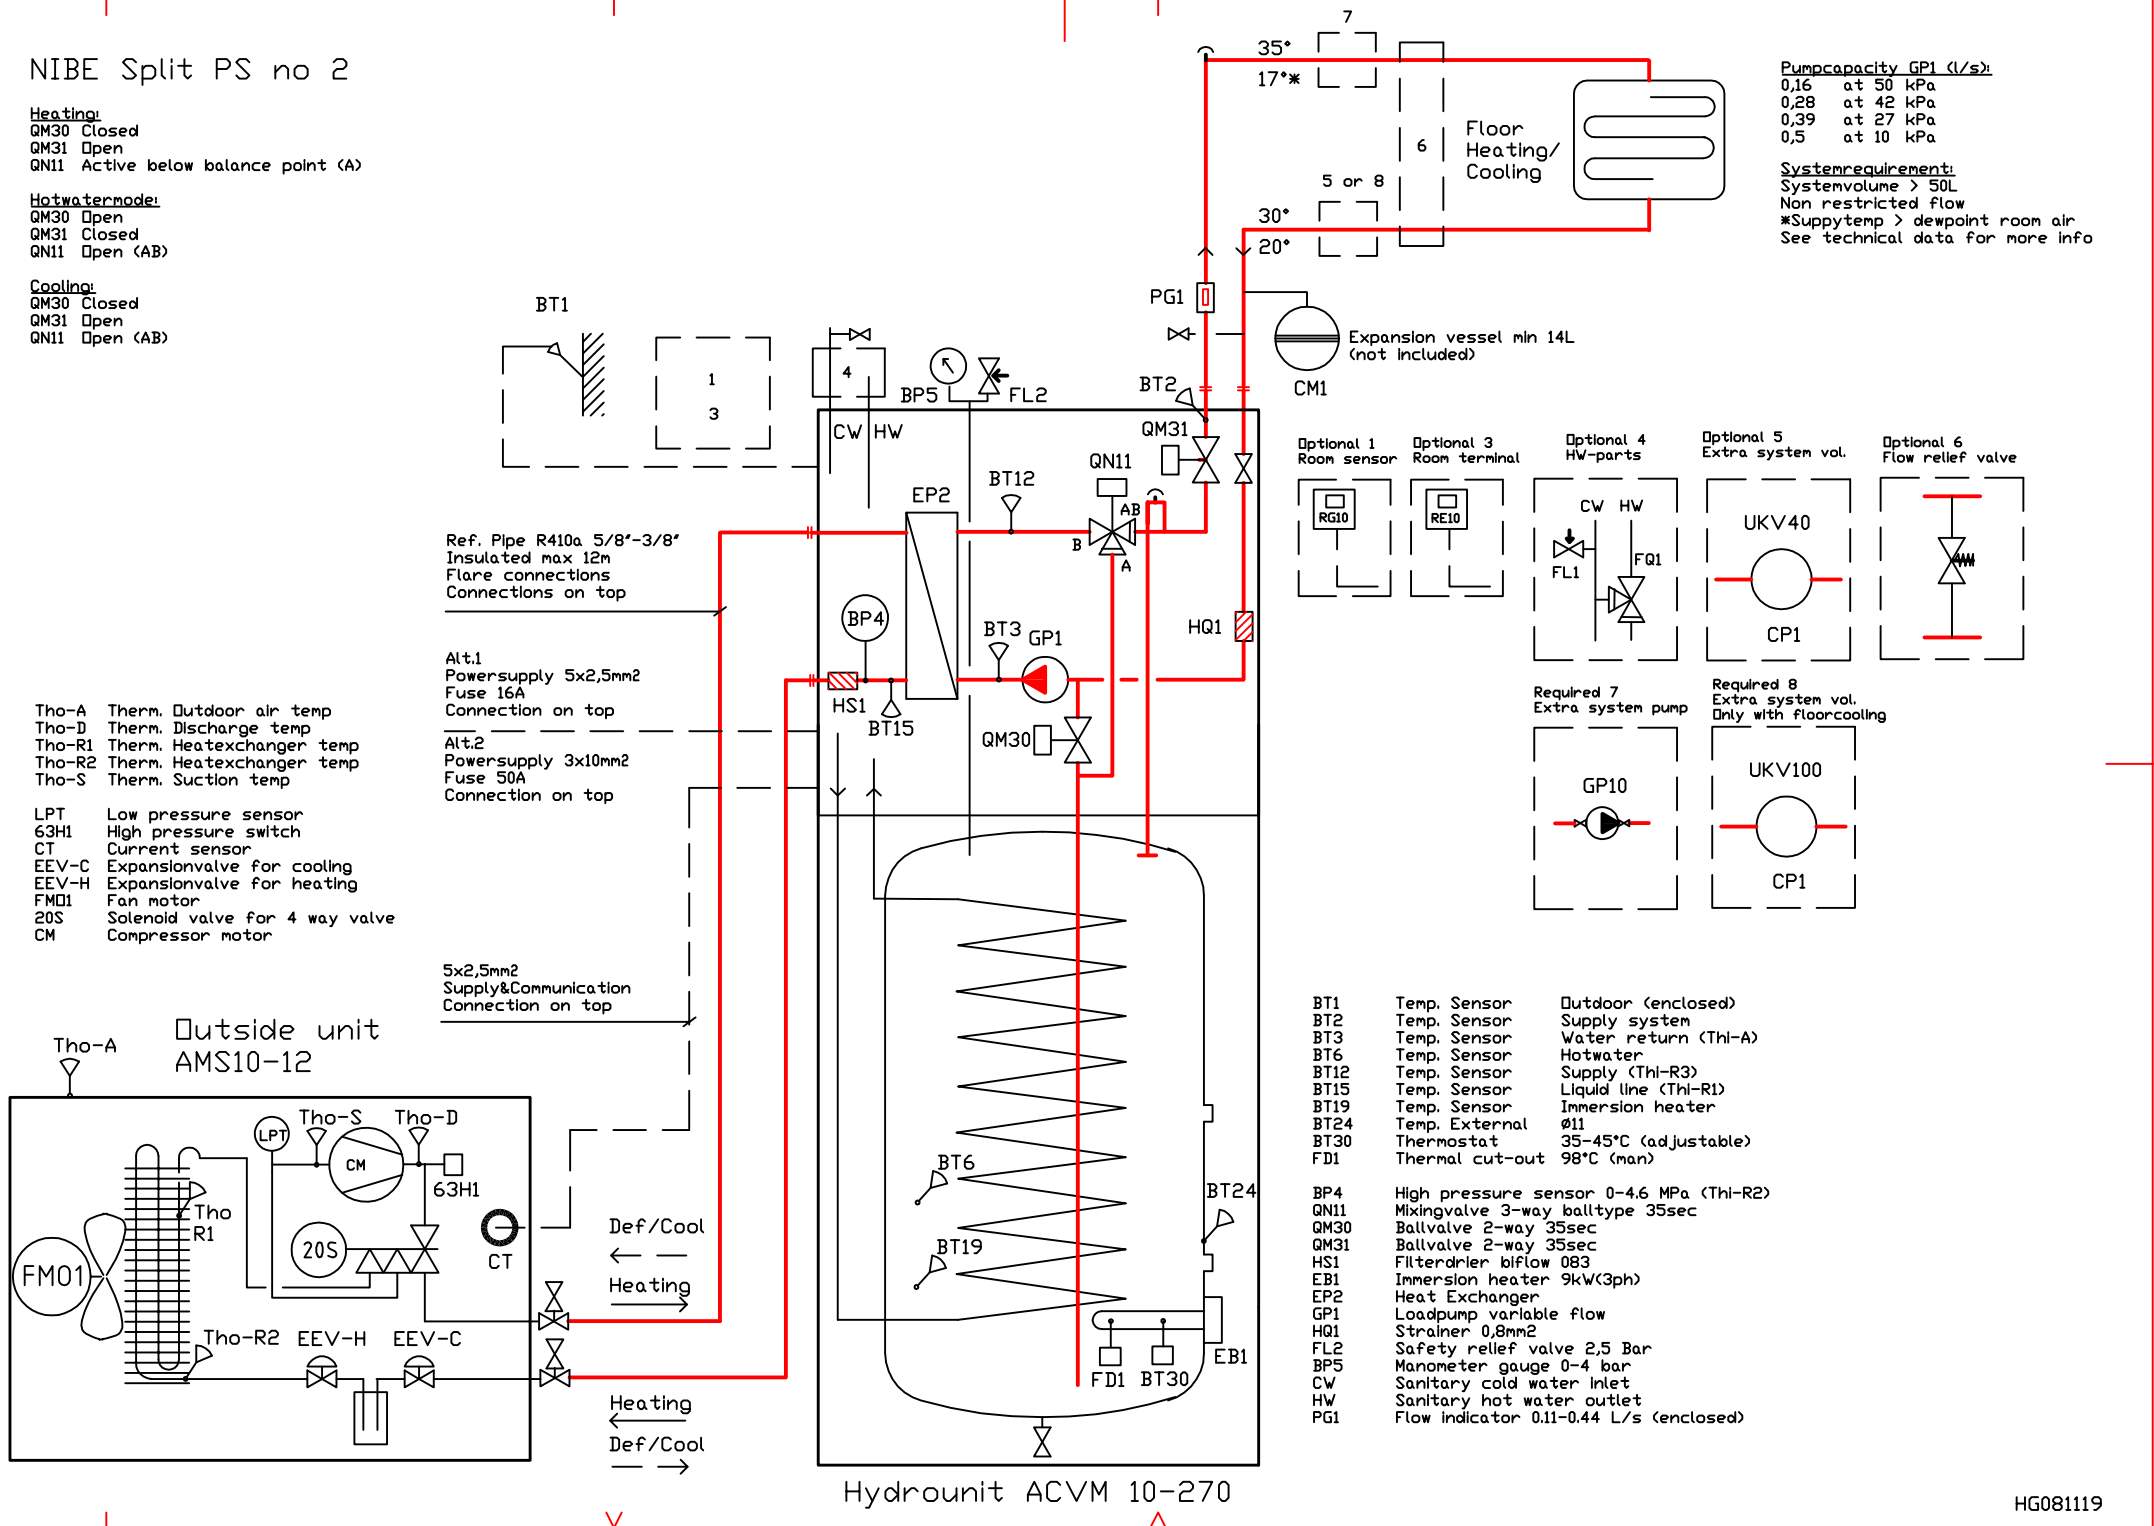 NIBE Split PS no 2
Heating:
QM30 Closed
QM31 Open
QN11 Active below balance point (A)
Hotwatermode:
QM30 Open
QM31 Closed
QN11 Open (AB)
Cooling:
QM30 Closed
QM31 Open
QN11 Open (AB)
7
35°
17°*
6
Floor
Heating/
Cooling
5 or 8
30°
20°
Pumpcapacity GP1 (l/s):
0,16 at 50 kPa
0,28 at 42 kPa
0,39 at 27 kPa
0,5 at 10 kPa
Systemrequirement:
Systemvolume > 50L
Non restricted flow
*Suppytemp > dewpoint room air
See technical data for more info
BT1
1
3
4
BP5
FL2
CW
HW
PG1
Expansion vessel min 14L
(not included)
CM1
BT2
QM31
QN11
AB
B
A
BT12
EP2
BP4
HS1
BT15
BT3
GP1
HQ1
QM30
Ref. Pipe R410a 5/8"-3/8"
Insulated max 12m
Flare connections
Connections on top
Alt.1
Powersupply 5x2,5mm2
Fuse 16A
Connection on top
Alt.2
Powersupply 3x10mm2
Fuse 50A
Connection on top
5x2,5mm2
Supply&Communication
Connection on top
Optional 1
Room sensor
RG10
Optional 3
Room terminal
RE10
Optional 4
HW-parts
CW HW
FL1
FQ1
Optional 5
Extra system vol.
UKV40
CP1
Optional 6
Flow relief valve
Required 7
Extra system pump
GP10
Required 8
Extra system vol.
Only with floorcooling
UKV100
CP1
Tho-A Therm. Outdoor air temp
Tho-D Therm. Discharge temp
Tho-R1 Therm. Heatexchanger temp
Tho-R2 Therm. Heatexchanger temp
Tho-S Therm. Suction temp
LPT Low pressure sensor
63H1 High pressure switch
CT Current sensor
EEV-C Expansionvalve for cooling
EEV-H Expansionvalve for heating
FM01 Fan motor
20S Solenoid valve for 4 way valve
CM Compressor motor
Outside unit
AMS10-12
Tho-A
LPT
Tho-S
CM
Tho-D
63H1
Tho
R1
20S
CT
FM01
Tho-R2
EEV-H
EEV-C
Def/Cool
Heating
Heating
Def/Cool
BT6
BT19
BT24
FD1
BT30
EB1
Hydrounit ACVM 10-270
BT1 Temp. Sensor Outdoor (enclosed)
BT2 Temp. Sensor Supply system
BT3 Temp. Sensor Water return (Thi-A)
BT6 Temp. Sensor Hotwater
BT12 Temp. Sensor Supply (Thi-R3)
BT15 Temp. Sensor Liquid line (Thi-R1)
BT19 Temp. Sensor Immersion heater
BT24 Temp. External Ø11
BT30 Thermostat 35-45°C (adjustable)
FD1 Thermal cut-out 98°C (man)
BP4 High pressure sensor 0-4.6 MPa (Thi-R2)
QN11 Mixingvalve 3-way balltype 35sec
QM30 Ballvalve 2-way 35sec
QM31 Ballvalve 2-way 35sec
HS1 Filterdrier biflow 083
EB1 Immersion heater 9kW(3ph)
EP2 Heat Exchanger
GP1 Loadpump variable flow
HQ1 Strainer 0,8mm2
FL2 Safety relief valve 2,5 Bar
BP5 Manometer gauge 0-4 bar
CW Sanitary cold water inlet
HW Sanitary hot water outlet
PG1 Flow indicator 0.11-0.44 L/s (enclosed)
HG081119